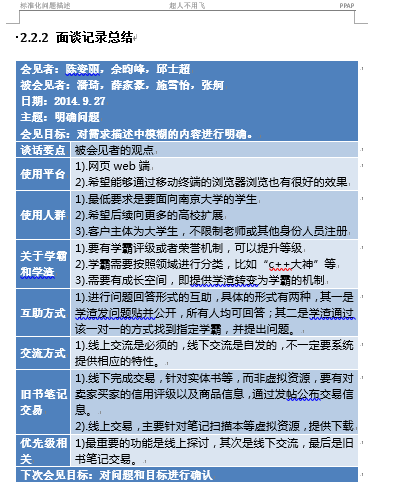 标准化问题描述 超人不用飞 PPAP
2.2.2 面谈记录总结
会见者：陈姿丽，佘昀峰，邱士超
被会见者：潘琦，薛家豪，施雪怡，张舸
日期：2014.9.27
主题：明确问题
会见目标：对需求描述中模糊的内容进行明确。
谈话要点 被会见者的观点
使用平台
1).网页 web 端
2).希望能够通过移动终端的浏览器浏览也有很好的效果
使用人群
1).最低要求是要面向南京大学的学生
2).希望后续向更多的高校扩展
3).客户主体为大学生，不限制老师或其他身份人员注册
关于学霸
和学渣
1).要有学霸评级或者荣誉机制，可以提升等级
2).学霸需要按照领域进行分类，比如“c++大神”等
3).需要有成长空间，即提供学渣转变为学霸的机制
互助方式
1).进行问题回答形式的互助，具体的形式有两种，其一是
学渣发问题贴并公开，所有人均可回答；其二是学渣通过
该一对一的方式找到指定学霸，并提出问题。
交流方式
1).线上交流是必须的，线下交流是自发的，不一定要系统
提供相应的特性。
旧书笔记
交易
1).线下完成交易，针对实体书等，而非虚拟资源，要有对
卖家买家的信用评级以及商品信息，通过发帖公布交易信
息。
2).线上交易，主要针对笔记扫描本等虚拟资源，提供下载
优先级相
关
1)最重要的功能是线上探讨，其次是线下交流，最后是旧
书笔记交易。
下次会见目标：对问题和目标进行确认